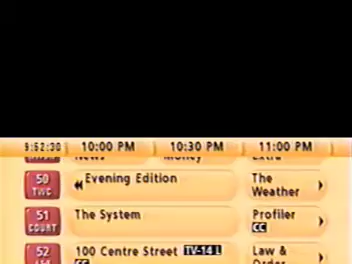 9:52:30 10:00 PM 10:30 PM 11:00 PM
News Money Extra
50 TWC Evening Edition The Weather
51 COURT The System Profiler CC
52 100 Centre Street TV-14 L Law & Order
CC